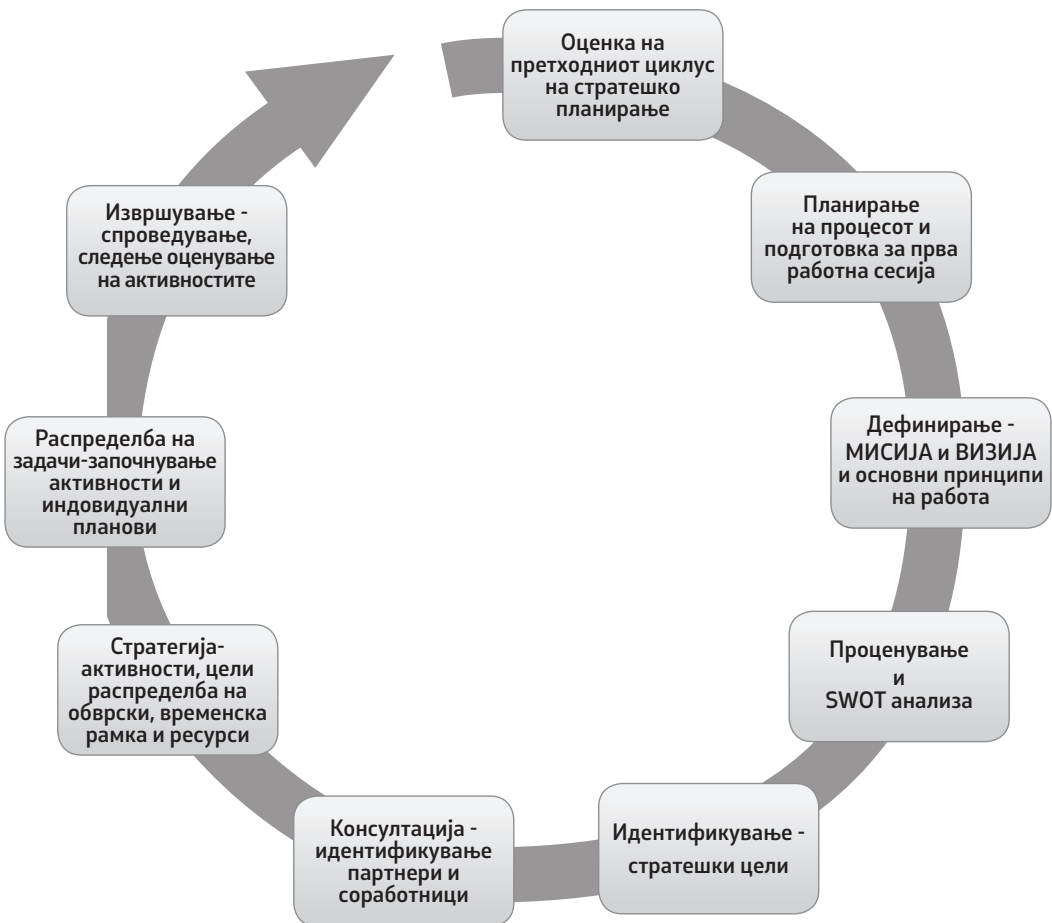 Оценка на
претходниот циклус
на стратешко
планирање
Планирање
на процесот и
подготовка за прва
работна сесија
Дефинирање -
МИСИЈА и ВИЗИЈА
и основни принципи
на работа
Проценување
и
SWOT анализа
Идентификување -
стратешки цели
Консултација -
идентификување
партнери и
соработници
Стратегија-
активности, цели
распределба на
обврски, временска
рамка и ресурси
Распределба на
задачи-започнување
активности и
индовидуални
планови
Извршување -
спроведување,
следење оценување
на активностите